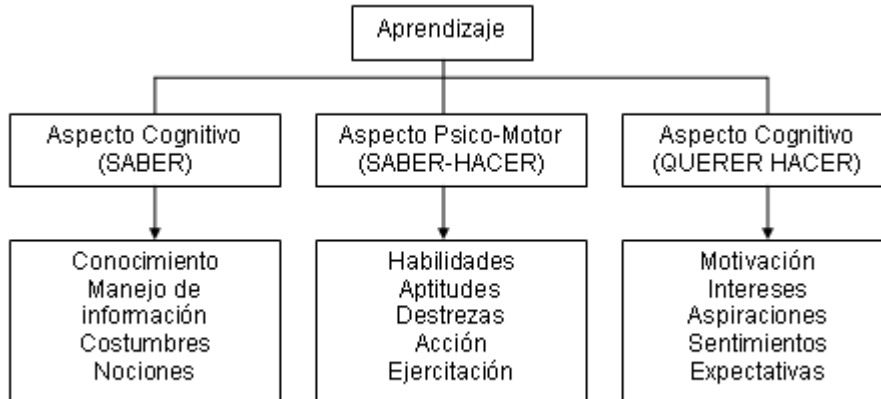 Aprendizaje
Aspecto Cognitivo
(SABER)
Aspecto Psico-Motor
(SABER-HACER)
Aspecto Cognitivo
(QUERER HACER)
Conocimiento
Manejo de
información
Costumbres
Nociones
Habilidades
Aptitudes
Destrezas
Acción
Ejercitación
Motivación
Intereses
Aspiraciones
Sentimientos
Expectativas